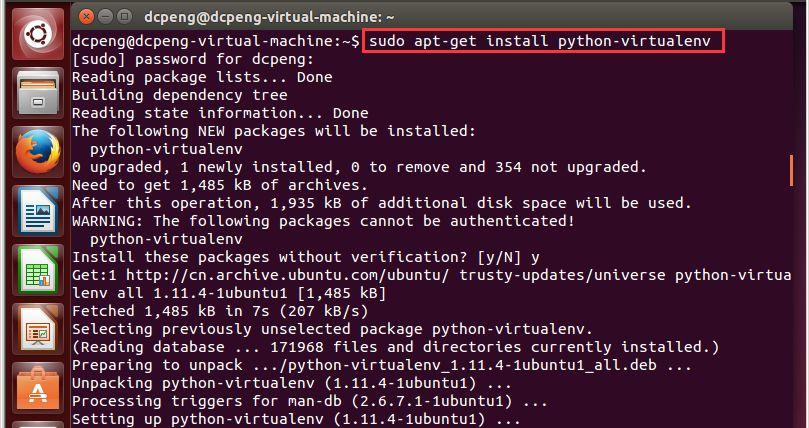 dcpeng@dcpeng-virtual-machine: ~
dcpeng@dcpeng-virtual-machine:~$ sudo apt-get install python-virtualenv
[sudo] password for dcpeng:
Reading package lists... Done
Building dependency tree
Reading state information... Done
The following NEW packages will be installed:
  python-virtualenv
0 upgraded, 1 newly installed, 0 to remove and 354 not upgraded.
Need to get 1,485 kB of archives.
After this operation, 1,935 kB of additional disk space will be used.
WARNING: The following packages cannot be authenticated!
  python-virtualenv
Install these packages without verification? [y/N] y
Get:1 http://cn.archive.ubuntu.com/ubuntu/ trusty-updates/universe python-virtua
lenv all 1.11.4-1ubuntu1 [1,485 kB]
Fetched 1,485 kB in 7s (207 kB/s)
Selecting previously unselected package python-virtualenv.
(Reading database ... 171968 files and directories currently installed.)
Preparing to unpack .../python-virtualenv_1.11.4-1ubuntu1_all.deb ...
Unpacking python-virtualenv (1.11.4-1ubuntu1) ...
Processing triggers for man-db (2.6.7.1-1ubuntu1) ...
Setting up python-virtualenv (1.11.4-1ubuntu1) ...